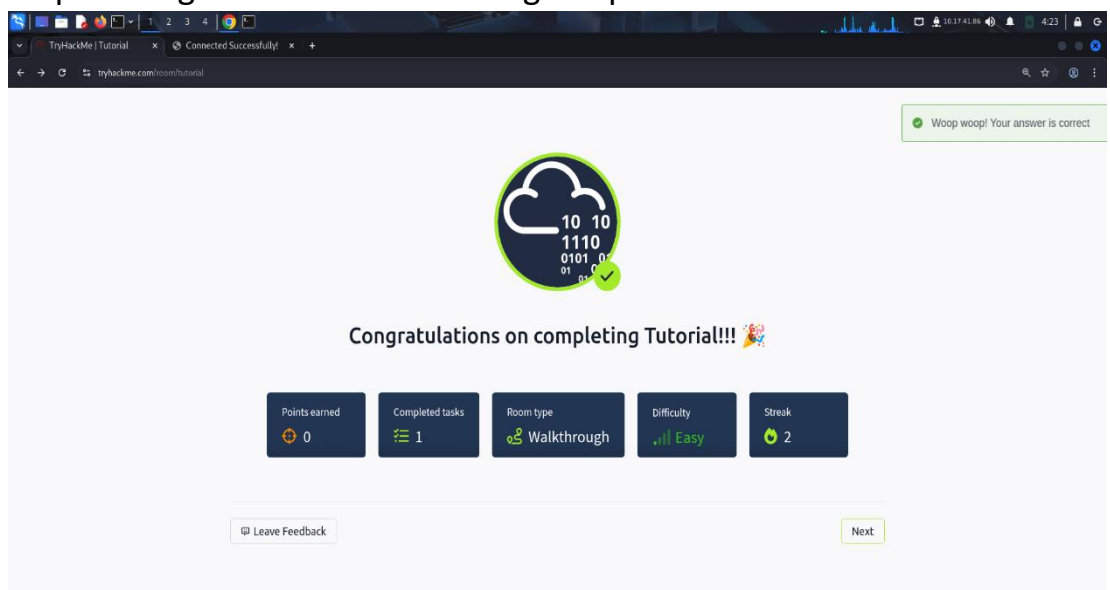 1 2 3 4 10.17.41.86 4:23
TryHackMe | Tutorial × Connected Successfully! × +
tryhackme.com/room/tutorial
Woop woop! Your answer is correct
10 10
1110
0101
01
Congratulations on completing Tutorial!!! 🎉
Points earned Completed tasks Room type Difficulty Streak
0 1 Walkthrough Easy 2
Leave Feedback Next